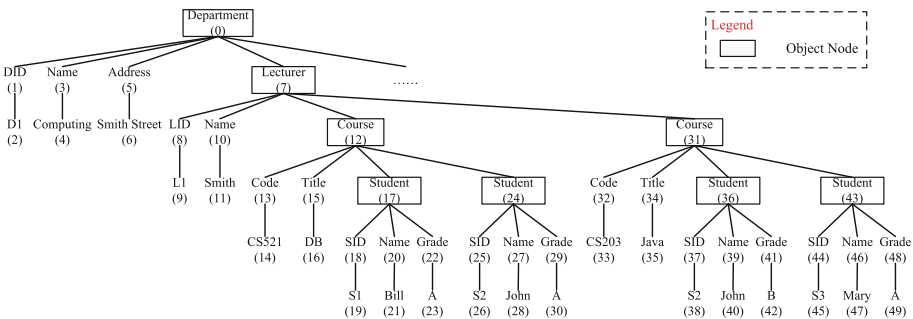 Department
(0)
Legend
Object Node
DID
(1)
Name
(3)
Address
(5)
Lecturer
(7)
......
D1
(2)
Computing
(4)
Smith Street
(6)
LID
(8)
Name
(10)
Course
(12)
Course
(31)
L1
(9)
Smith
(11)
Code
(13)
Title
(15)
Student
(17)
Student
(24)
Code
(32)
Title
(34)
Student
(36)
Student
(43)
CS521
(14)
DB
(16)
SID
(18)
Name
(20)
Grade
(22)
SID
(25)
Name
(27)
Grade
(29)
CS203
(33)
Java
(35)
SID
(37)
Name
(39)
Grade
(41)
SID
(44)
Name
(46)
Grade
(48)
S1
(19)
Bill
(21)
A
(23)
S2
(26)
John
(28)
A
(30)
S2
(38)
John
(40)
B
(42)
S3
(45)
Mary
(47)
A
(49)